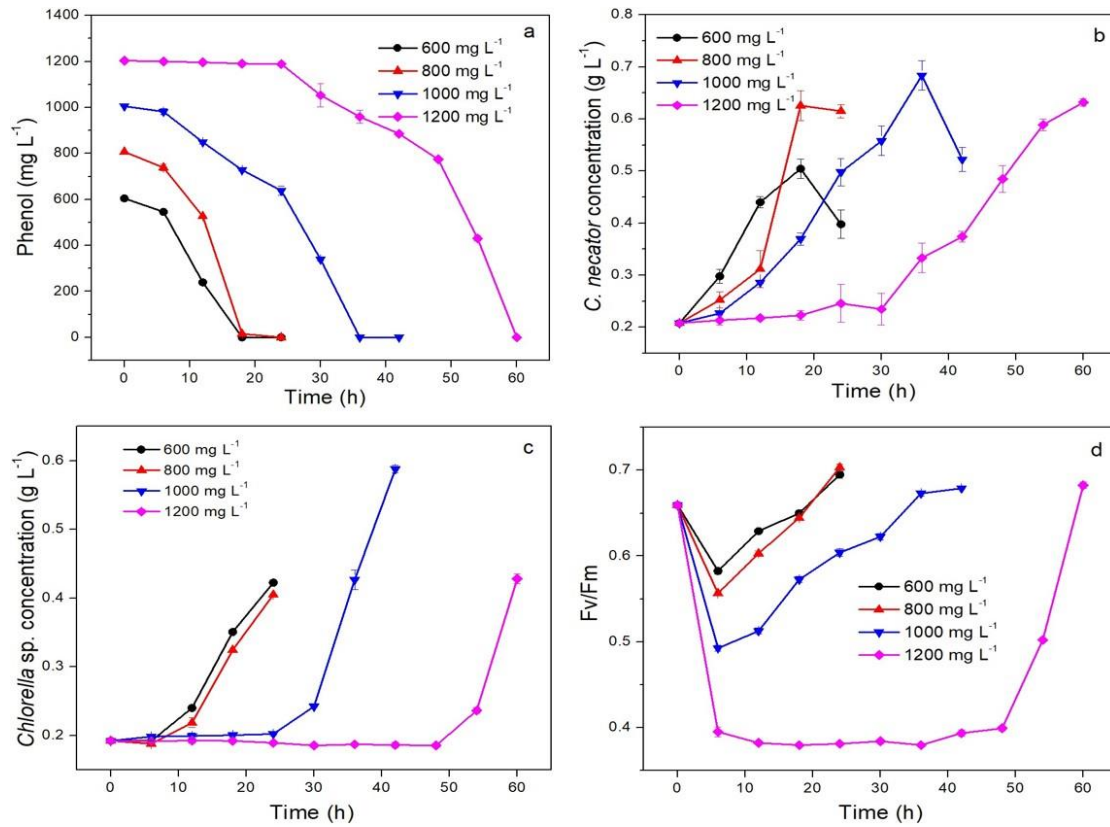 a
Phenol (mg L⁻¹)
1400
1200
1000
800
600
400
200
0
600 mg L⁻¹
800 mg L⁻¹
1000 mg L⁻¹
1200 mg L⁻¹
0 10 20 30 40 50 60
Time (h)
b
C. necator concentration (g L⁻¹)
0.8
0.7
0.6
0.5
0.4
0.3
0.2
600 mg L⁻¹
800 mg L⁻¹
1000 mg L⁻¹
1200 mg L⁻¹
0 10 20 30 40 50 60
Time (h)
c
Chlorella sp. concentration (g L⁻¹)
0.6
0.5
0.4
0.3
0.2
600 mg L⁻¹
800 mg L⁻¹
1000 mg L⁻¹
1200 mg L⁻¹
0 10 20 30 40 50 60
Time (h)
d
Fv/Fm
0.7
0.6
0.5
0.4
600 mg L⁻¹
800 mg L⁻¹
1000 mg L⁻¹
1200 mg L⁻¹
0 10 20 30 40 50 60
Time (h)